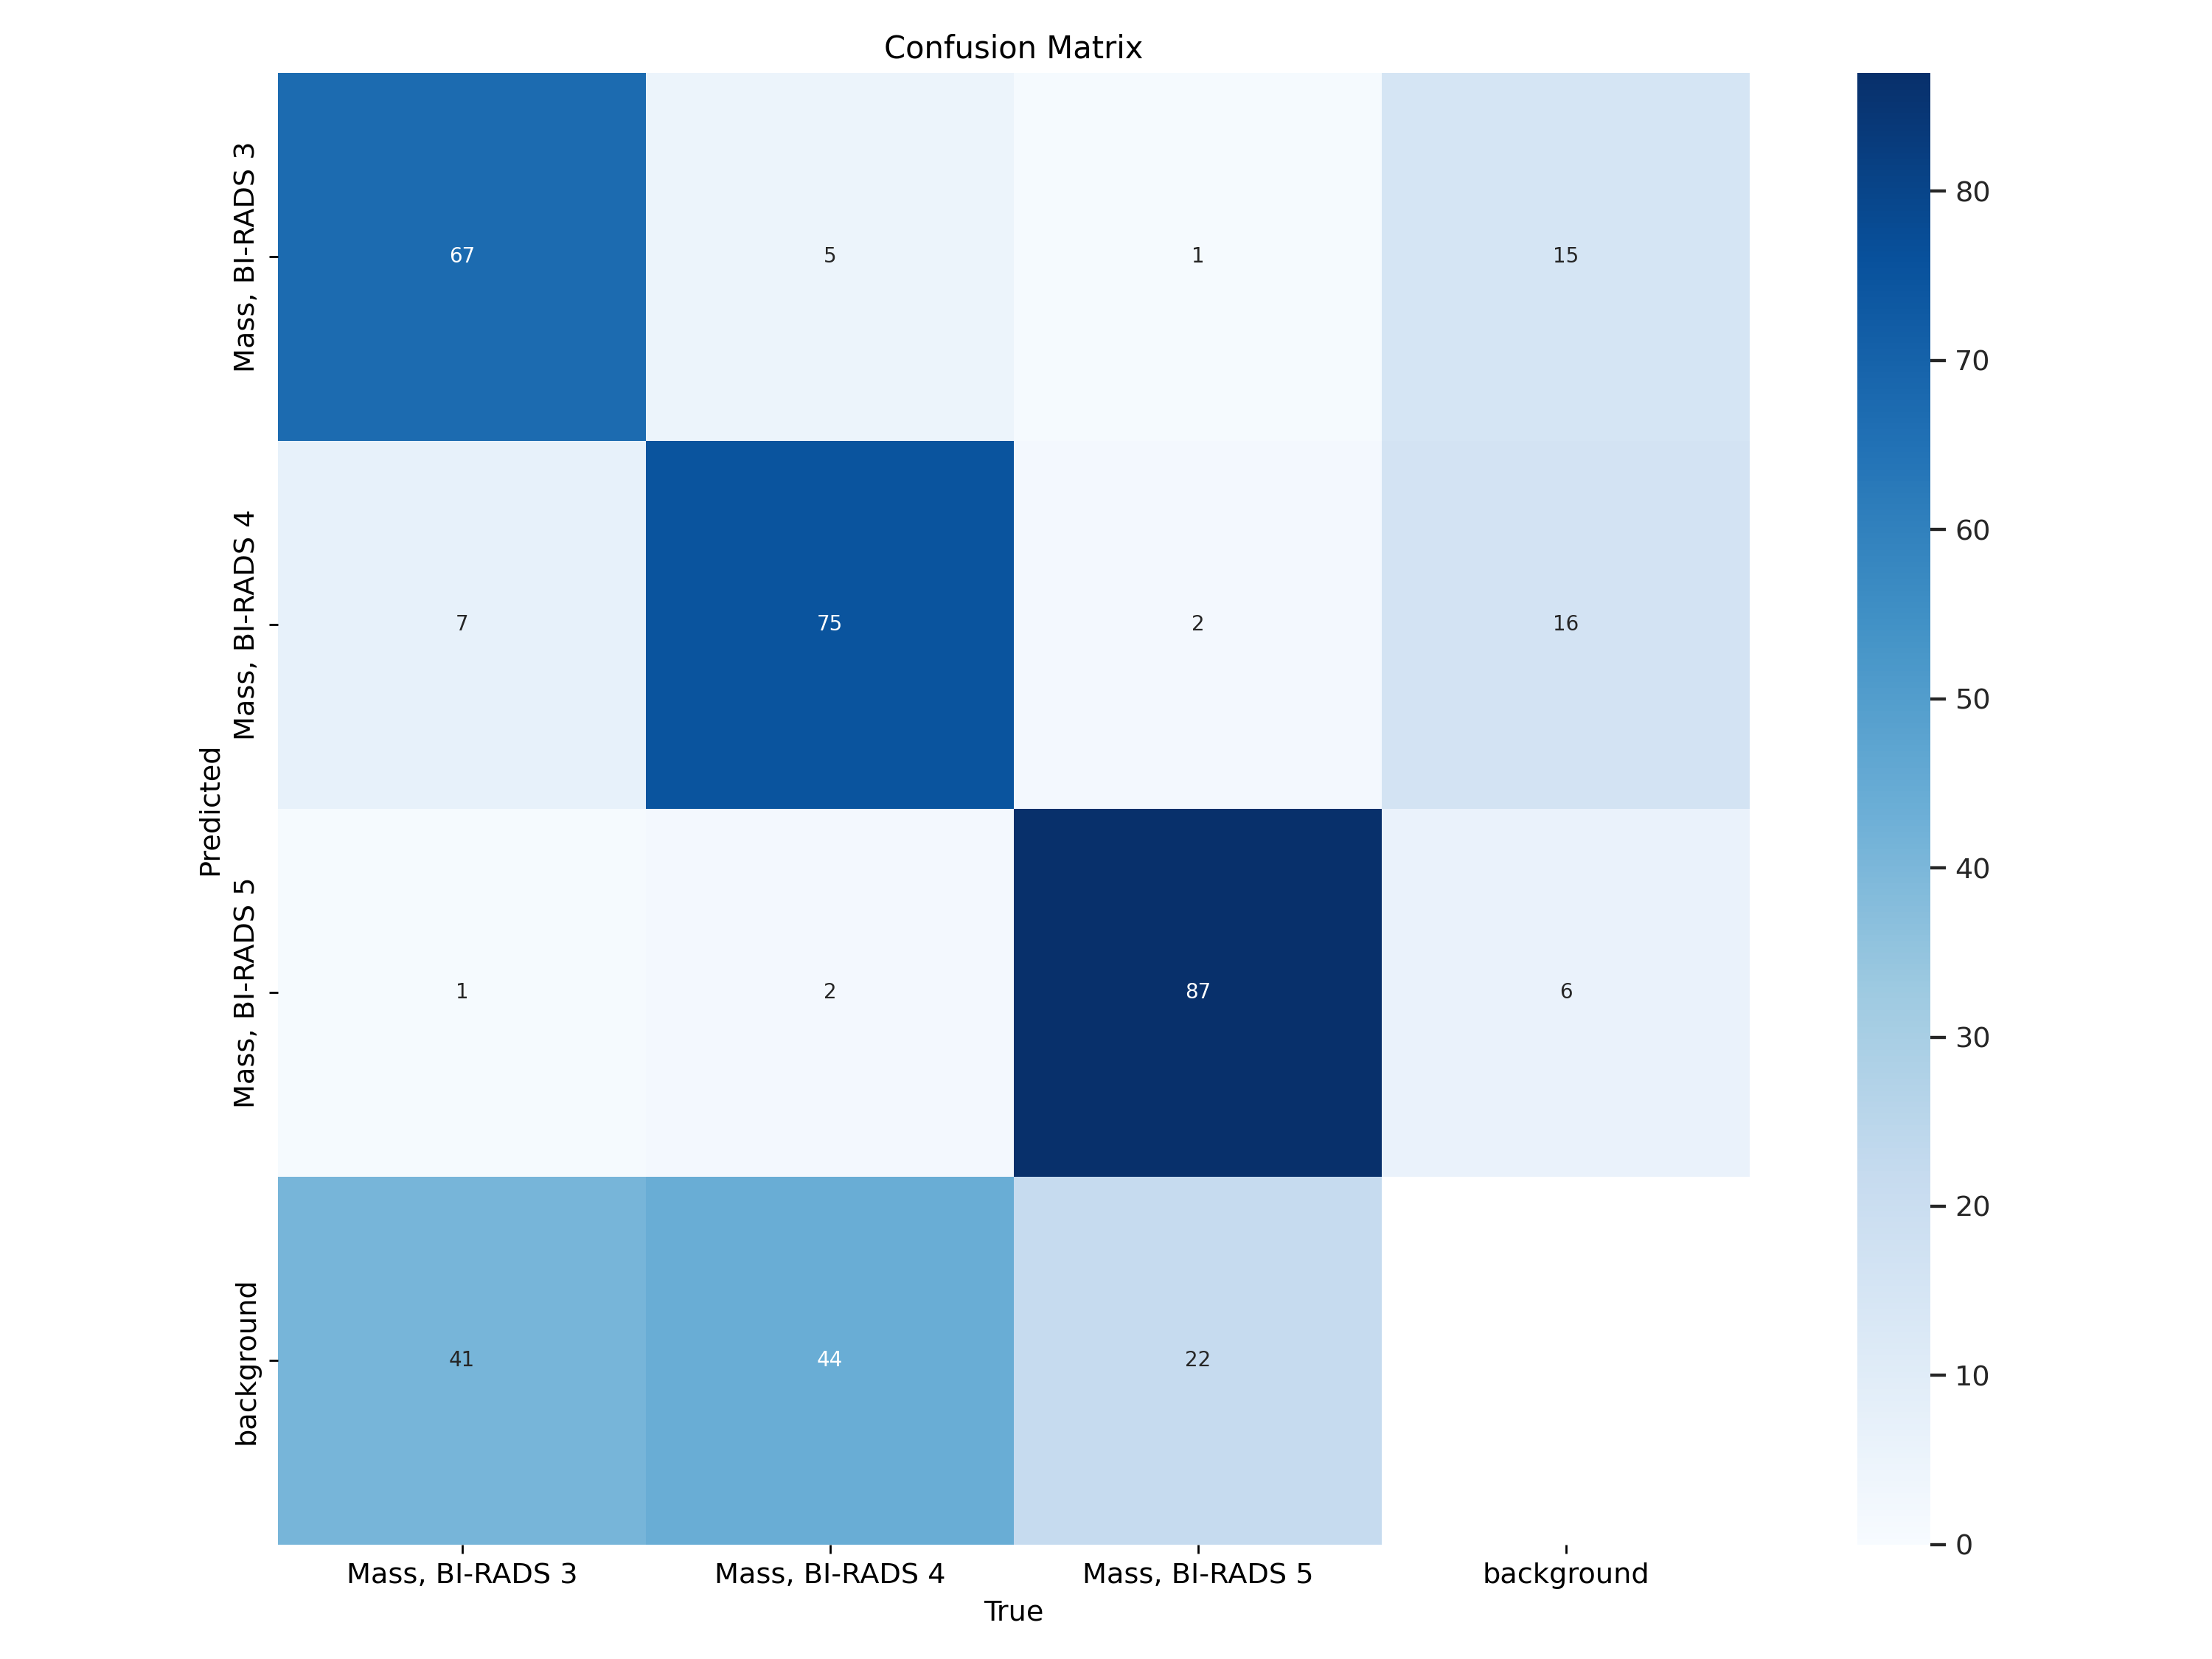 Confusion Matrix
Mass, BI-RADS 3
67
5
1
15
Mass, BI-RADS 4
7
75
2
16
Predicted
Mass, BI-RADS 5
1
2
87
6
background
41
44
22
Mass, BI-RADS 3
Mass, BI-RADS 4
Mass, BI-RADS 5
background
True
80
70
60
50
40
30
20
10
0